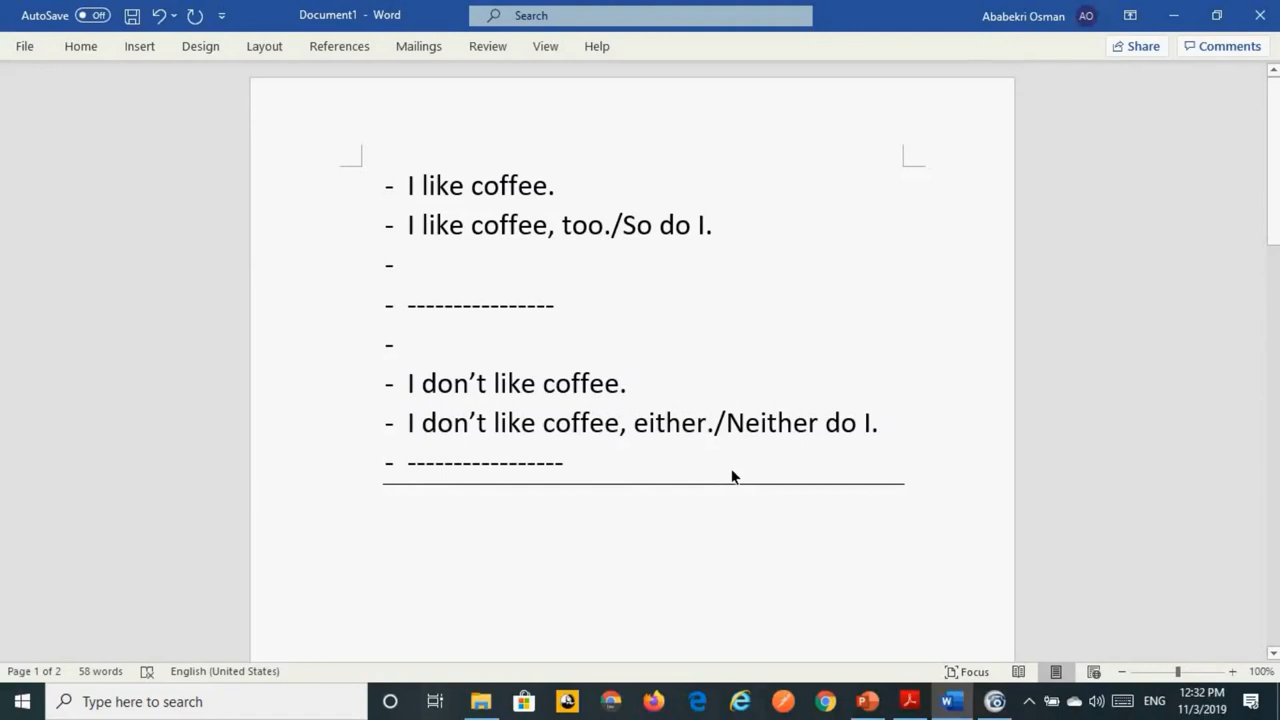 AutoSave Off Document1 - Word Search Ababekri Osman AO
File Home Insert Design Layout References Mailings Review View Help Share Comments
- I like coffee.
- I like coffee, too./So do I.
-
- ----------------
-
- I don’t like coffee.
- I don’t like coffee, either./Neither do I.
- -----------------
Page 1 of 2 58 words English (United States) Focus 100%
Type here to search ENG 12:32 PM
11/3/2019